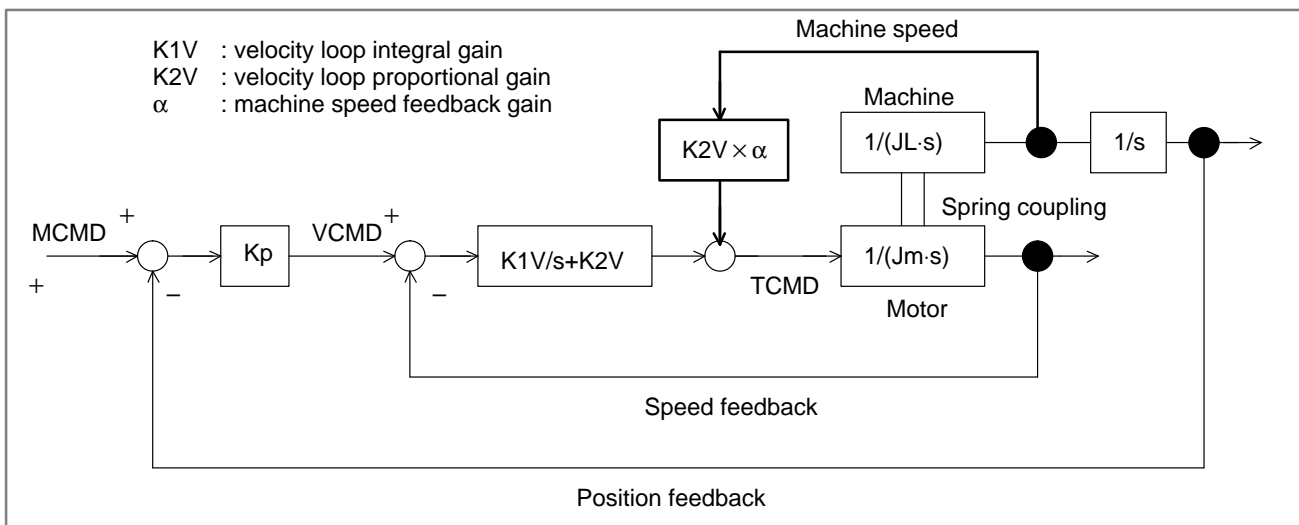 Machine speed
K1V : velocity loop integral gain
K2V : velocity loop proportional gain
α : machine speed feedback gain
Machine
K2V × α
1/(JL·s)
1/s
Spring coupling
+
MCMD
+
−
Kp
VCMD
+
−
K1V/s+K2V
TCMD
1/(Jm·s)
Motor
Speed feedback
Position feedback